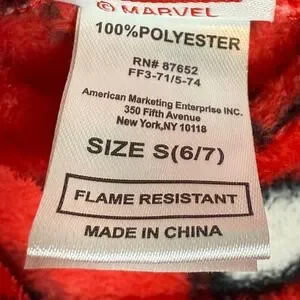 © MARVEL
100%POLYESTER
RN# 87652
FF3-71/5-74
American Marketing Enterprise INC.
350 Fifth Avenue
New York,NY 10118
SIZE S(6/7)
FLAME RESISTANT
MADE IN CHINA